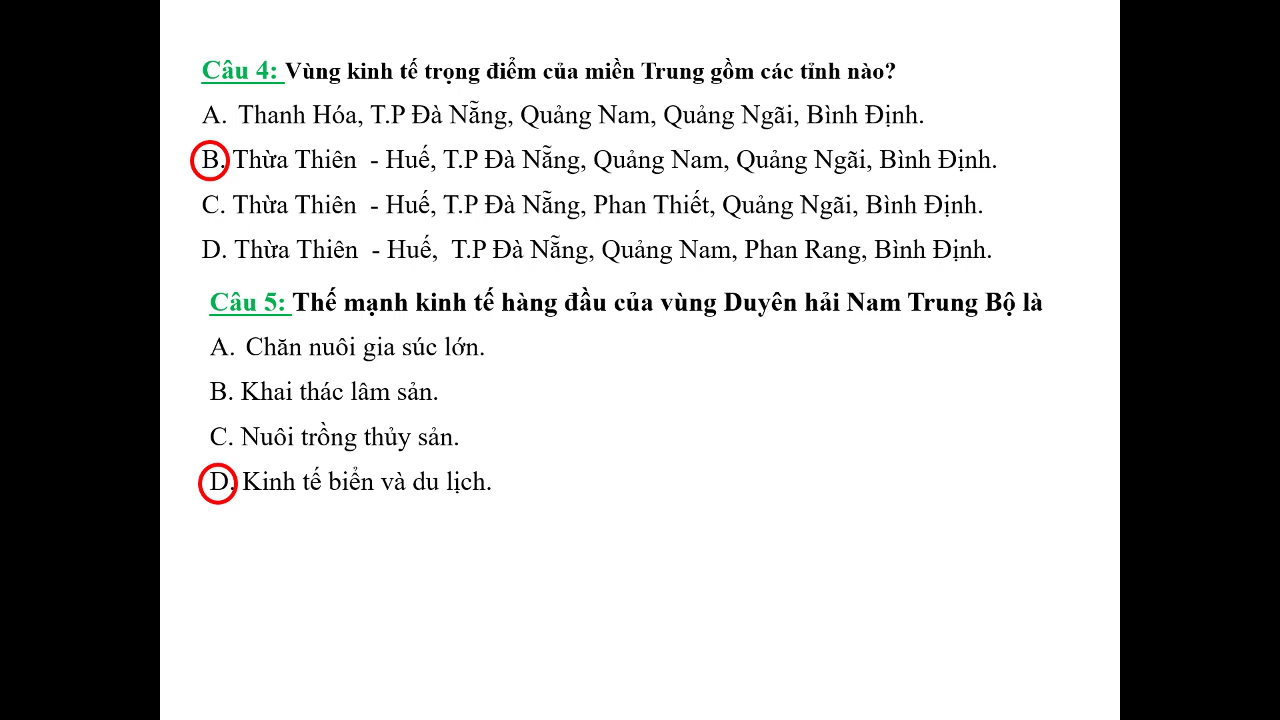 Câu 4: Vùng kinh tế trọng điểm của miền Trung gồm các tỉnh nào?
A. Thanh Hóa, T.P Đà Nẵng, Quảng Nam, Quảng Ngãi, Bình Định.
B. Thừa Thiên - Huế, T.P Đà Nẵng, Quảng Nam, Quảng Ngãi, Bình Định.
C. Thừa Thiên - Huế, T.P Đà Nẵng, Phan Thiết, Quảng Ngãi, Bình Định.
D. Thừa Thiên - Huế, T.P Đà Nẵng, Quảng Nam, Phan Rang, Bình Định.
Câu 5: Thế mạnh kinh tế hàng đầu của vùng Duyên hải Nam Trung Bộ là
A. Chăn nuôi gia súc lớn.
B. Khai thác lâm sản.
C. Nuôi trồng thủy sản.
D. Kinh tế biển và du lịch.